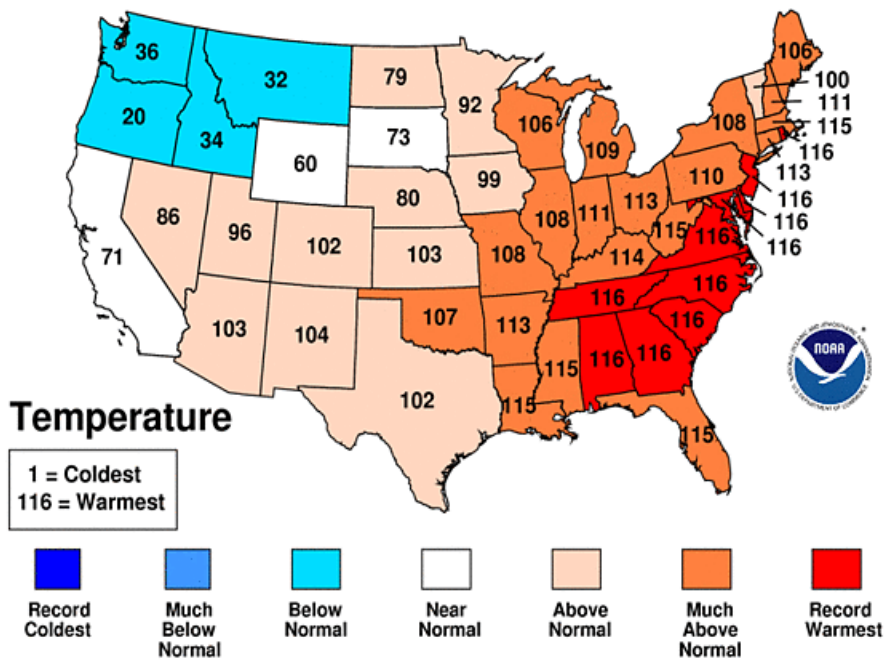 36
32
79
92
106
100
111
115
116
113
116
116
116
20
34
60
73
106
109
108
110
71
86
96
102
80
103
99
108
108
111
113
115
114
116
116
103
104
107
102
113
115
115
116
116
116
116
115
NOAA
Temperature
1 = Coldest
116 = Warmest
Record
Coldest
Much
Below
Normal
Below
Normal
Near
Normal
Above
Normal
Much
Above
Normal
Record
Warmest